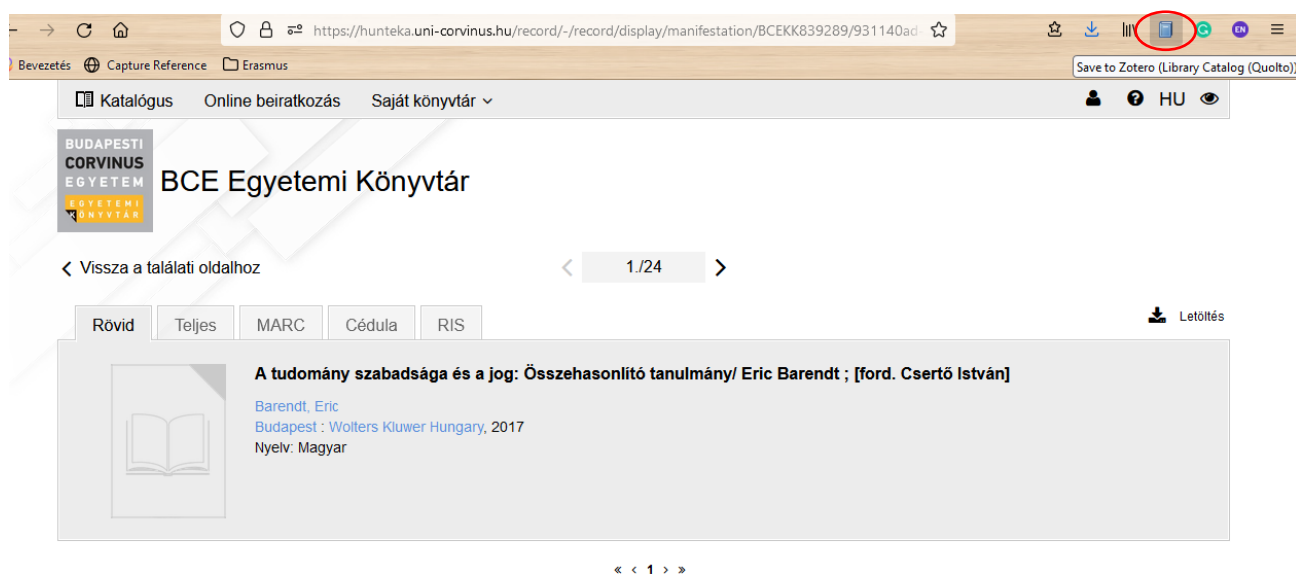 https://hunteka.uni-corvinus.hu/record/-/record/display/manifestation/BCEKK839289/931140ad
EN
Bevezetés Capture Reference Erasmus
Save to Zotero (Library Catalog (Quolto))
Katalógus Online beiratkozás Saját könyvtár
HU
BUDAPESTI
CORVINUS
EGYETEM
EGYETEMI
KÖNYVTÁR
BCE Egyetemi Könyvtár
Vissza a találati oldalhoz
1./24
Rövid Teljes MARC Cédula RIS
Letöltés
A tudomány szabadsága és a jog: Összehasonlító tanulmány/ Eric Barendt ; [ford. Csertő István]
Barendt, Eric
Budapest : Wolters Kluwer Hungary, 2017
Nyelv: Magyar
« < 1 > »